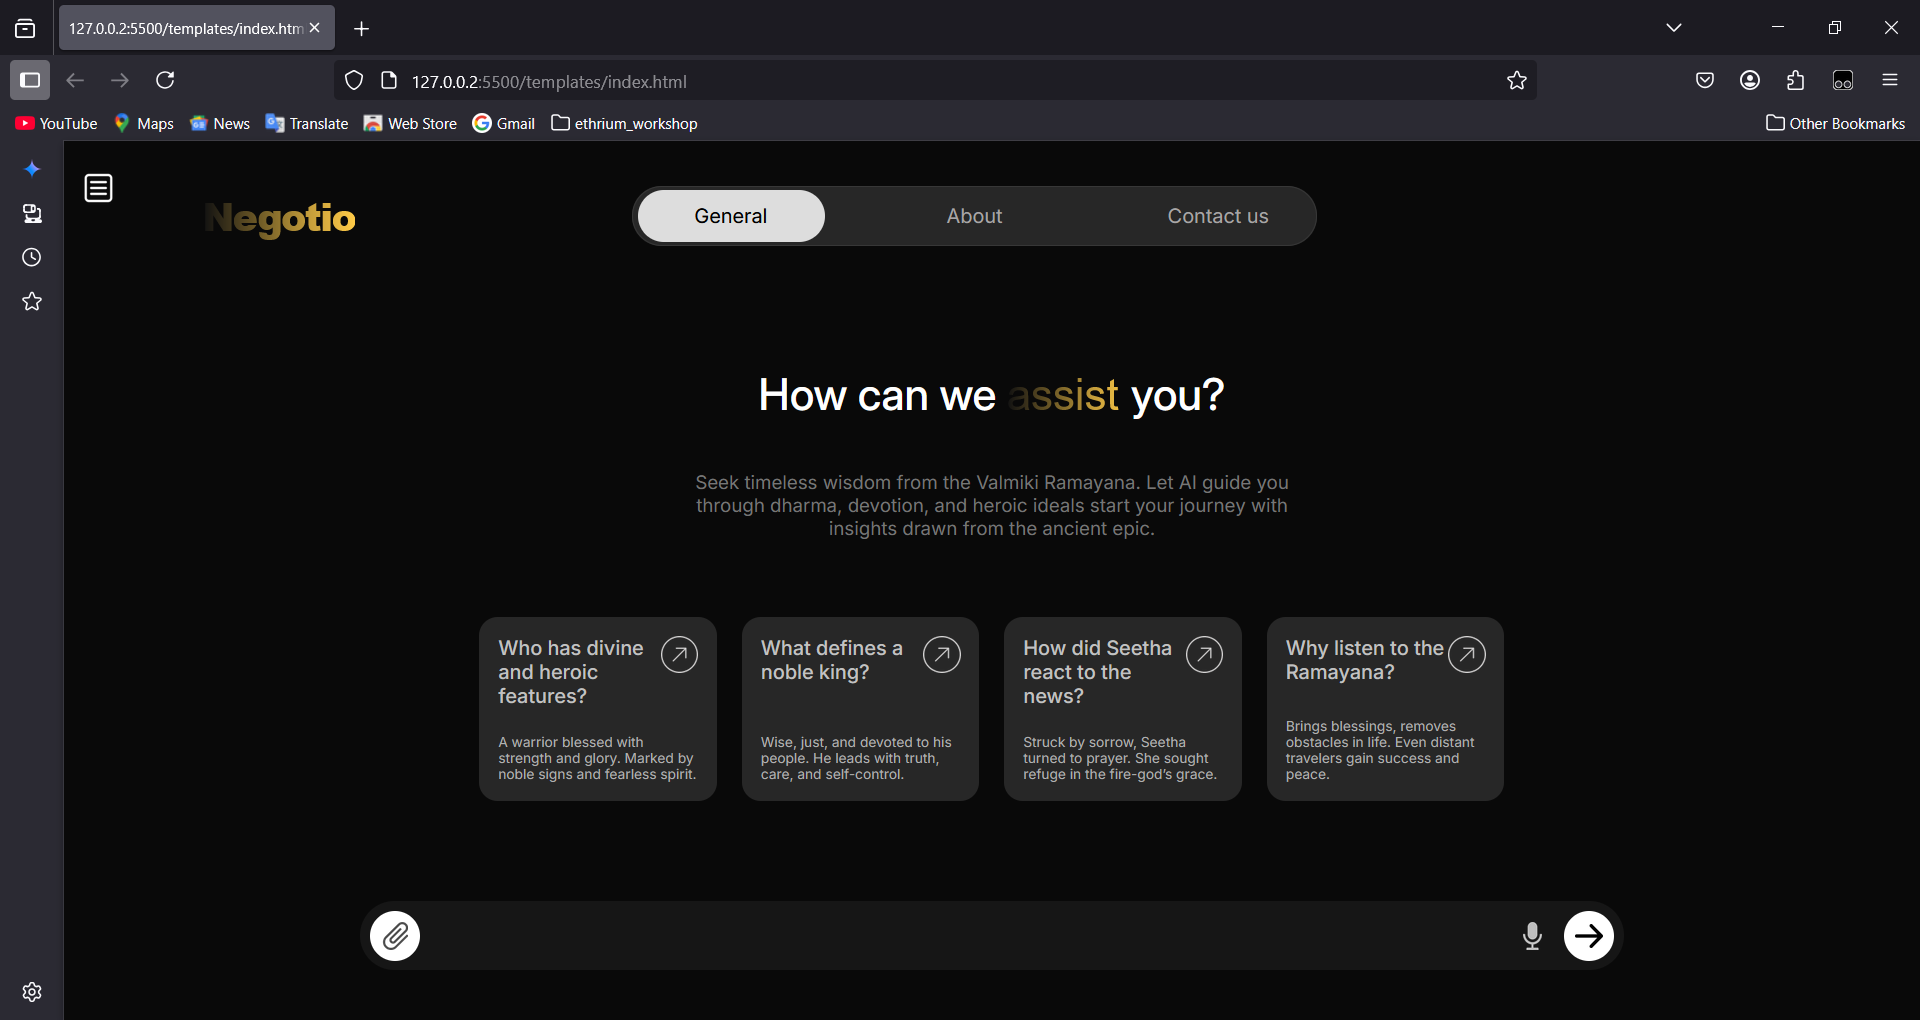 127.0.0.2:5500/templates/index.htm
127.0.0.2:5500/templates/index.html
YouTube Maps News Translate Web Store Gmail ethrium_workshop Other Bookmarks
Negotio
General About Contact us
How can we assist you?
Seek timeless wisdom from the Valmiki Ramayana. Let AI guide you
through dharma, devotion, and heroic ideals start your journey with
insights drawn from the ancient epic.
Who has divine
and heroic
features?
A warrior blessed with
strength and glory. Marked by
noble signs and fearless spirit.
What defines a
noble king?
Wise, just, and devoted to his
people. He leads with truth,
care, and self-control.
How did Seetha
react to the
news?
Struck by sorrow, Seetha
turned to prayer. She sought
refuge in the fire-god's grace.
Why listen to the
Ramayana?
Brings blessings, removes
obstacles in life. Even distant
travelers gain success and
peace.